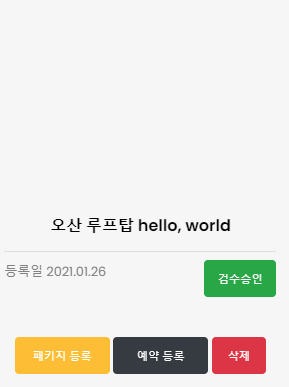 오산 루프탑 hello, world
등록일 2021.01.26
검수승인
패키지 등록
예약 등록
삭제